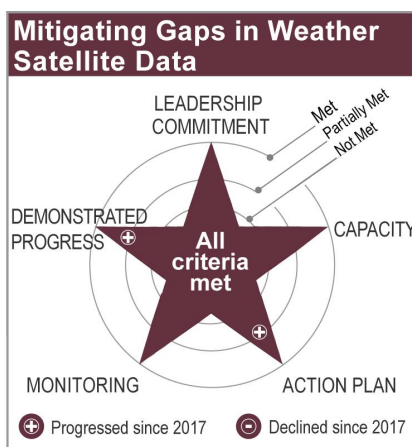 Mitigating Gaps in Weather
Satellite Data
LEADERSHIP
COMMITMENT
Met
Partially Met
Not Met
DEMONSTRATED
PROGRESS
CAPACITY
All
criteria
met
MONITORING
ACTION PLAN
Progressed since 2017
Declined since 2017